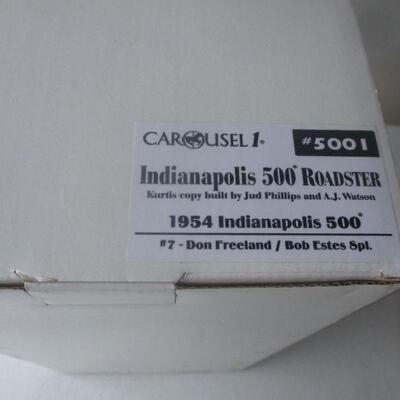 CAROUSEL 1® #5001
Indianapolis 500® ROADSTER
Kurtis copy built by Jud Phillips and A.J. Watson
1954 Indianapolis 500®
#7 - Don Freeland / Bob Estes Spl.